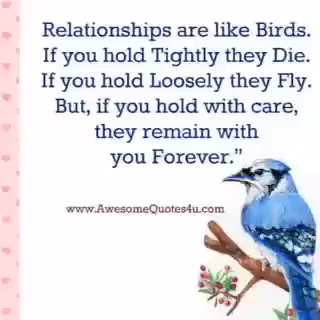 Relationships are like Birds.
If you hold Tightly they Die.
If you hold Loosely they Fly.
But, if you hold with care,
they remain with
you Forever.”
www.AwesomeQuotes4u.com